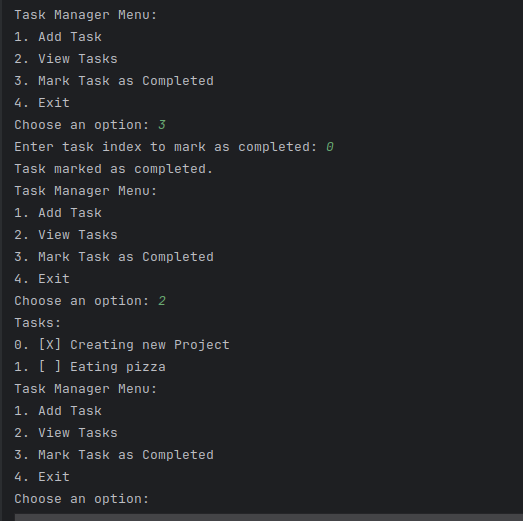 Task Manager Menu:
1. Add Task
2. View Tasks
3. Mark Task as Completed
4. Exit
Choose an option: 3
Enter task index to mark as completed: 0
Task marked as completed.
Task Manager Menu:
1. Add Task
2. View Tasks
3. Mark Task as Completed
4. Exit
Choose an option: 2
Tasks:
0. [X] Creating new Project
1. [ ] Eating pizza
Task Manager Menu:
1. Add Task
2. View Tasks
3. Mark Task as Completed
4. Exit
Choose an option: